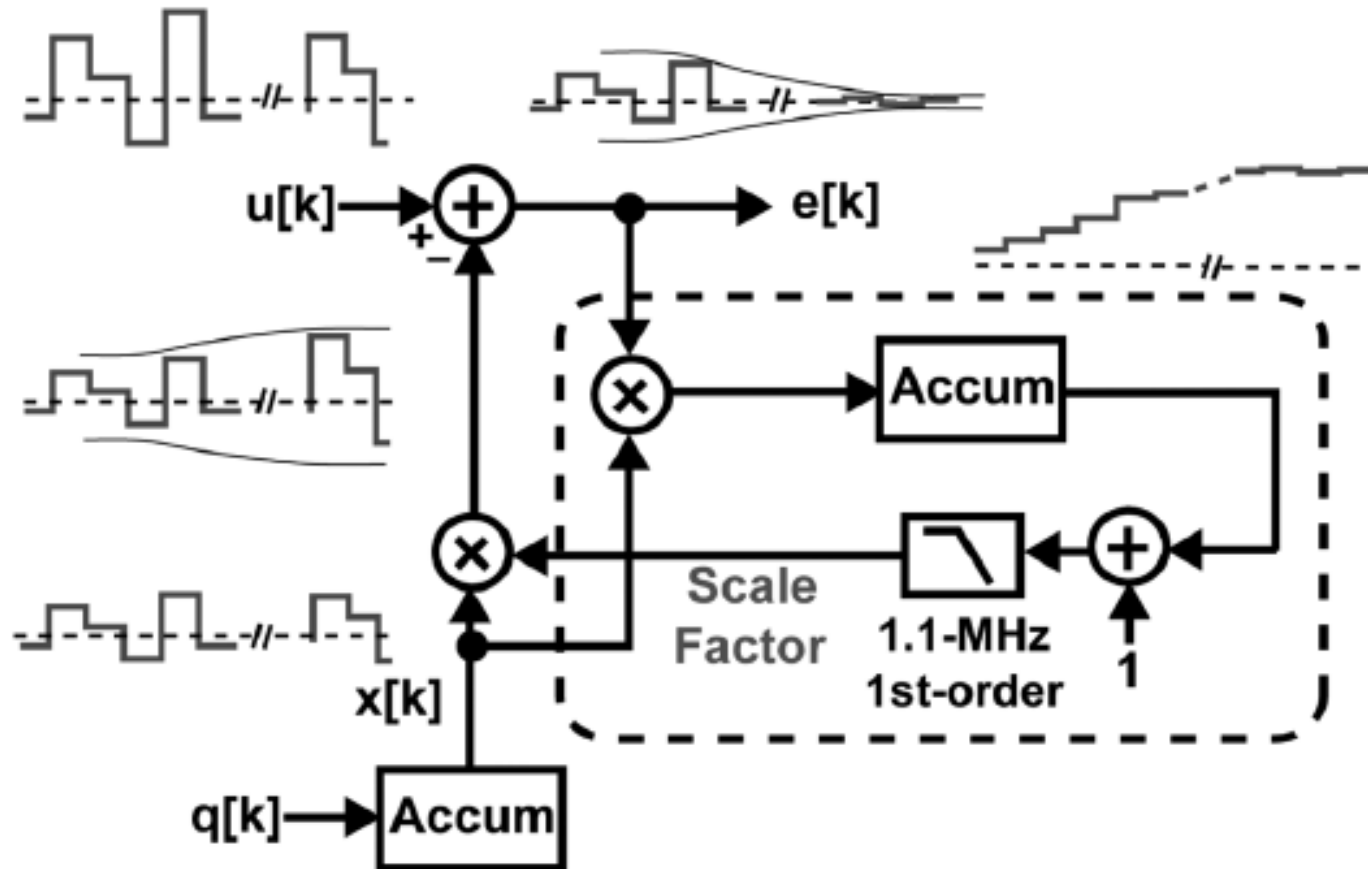 u[k]
+
+
−
e[k]
×
Accum
×
Scale
Factor
+
1.1-MHz
1st-order
1
x[k]
q[k]
Accum